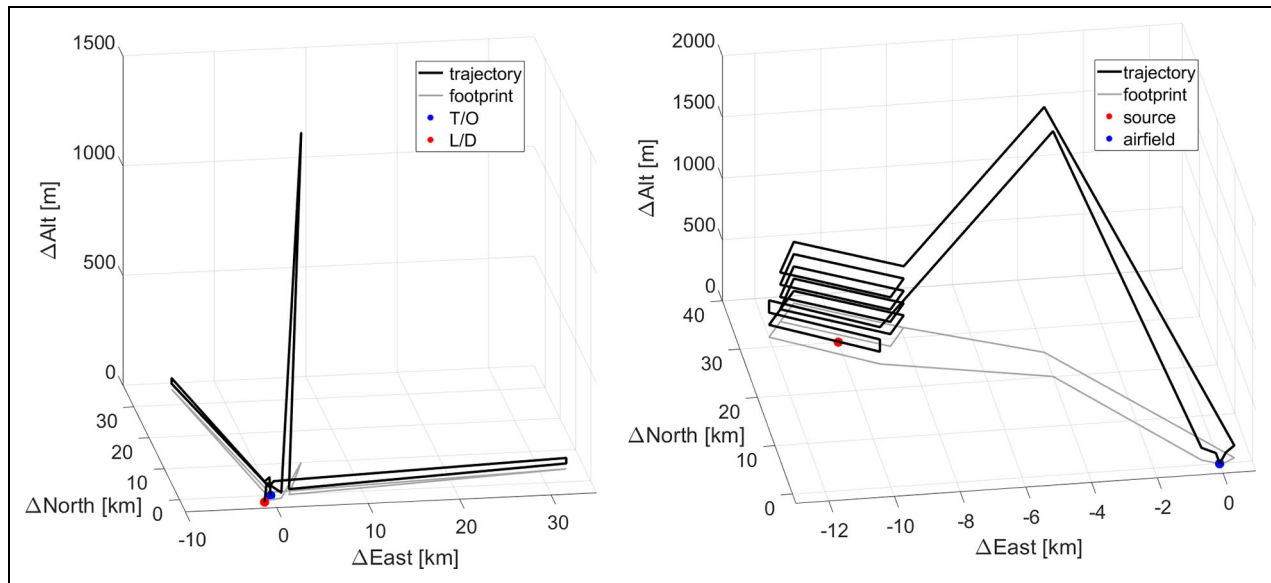 1500
1000
500
0
30
20
10
0
-10
0
10
20
30
ΔAlt [m]
ΔNorth [km]
ΔEast [km]
trajectory
footprint
T/O
L/D
2000
1500
1000
500
0
40
30
20
10
0
-12
-10
-8
-6
-4
-2
0
ΔAlt [m]
ΔNorth [km]
ΔEast [km]
trajectory
footprint
source
airfield